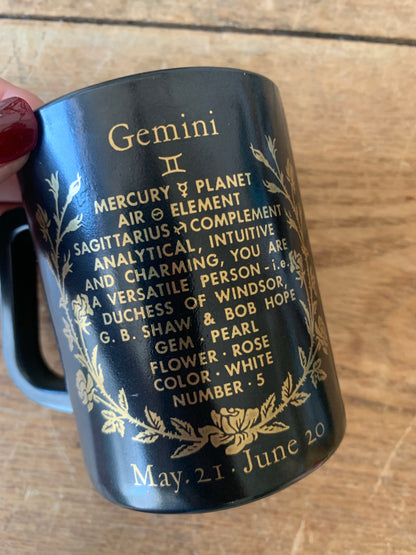 Gemini
♊
MERCURY ☿ PLANET
AIR ⊖ ELEMENT
SAGITTARIUS ♐ COMPLEMENT
ANALYTICAL, INTUITIVE
AND CHARMING, YOU ARE
A VERSATILE PERSON - i.e.
DUCHESS OF WINDSOR,
G. B. SHAW & BOB HOPE
GEM · PEARL
FLOWER · ROSE
COLOR · WHITE
NUMBER · 5
May. 21 . June 20